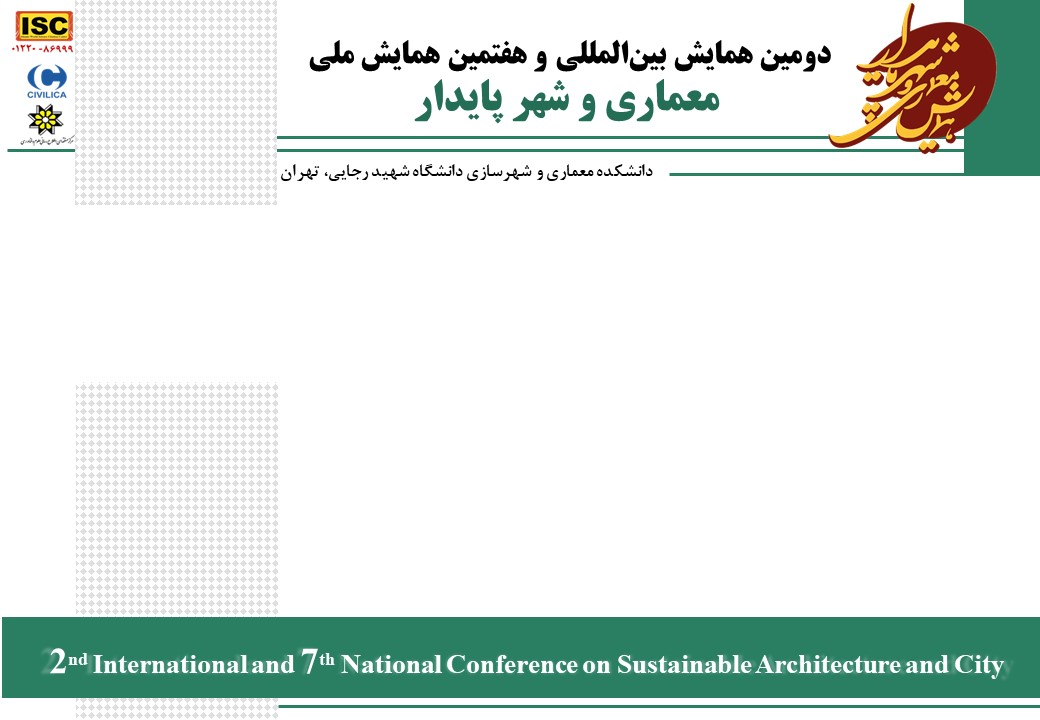 ISC
۰۱۲۲۰-۸۶۹۹۹
CIVILICA
دومین همایش بین‌المللی و هفتمین همایش ملی
معماری و شهر پایدار
دانشکده معماری و شهرسازی دانشگاه شهید رجایی، تهران
2nd International and 7th National Conference on Sustainable Architecture and City